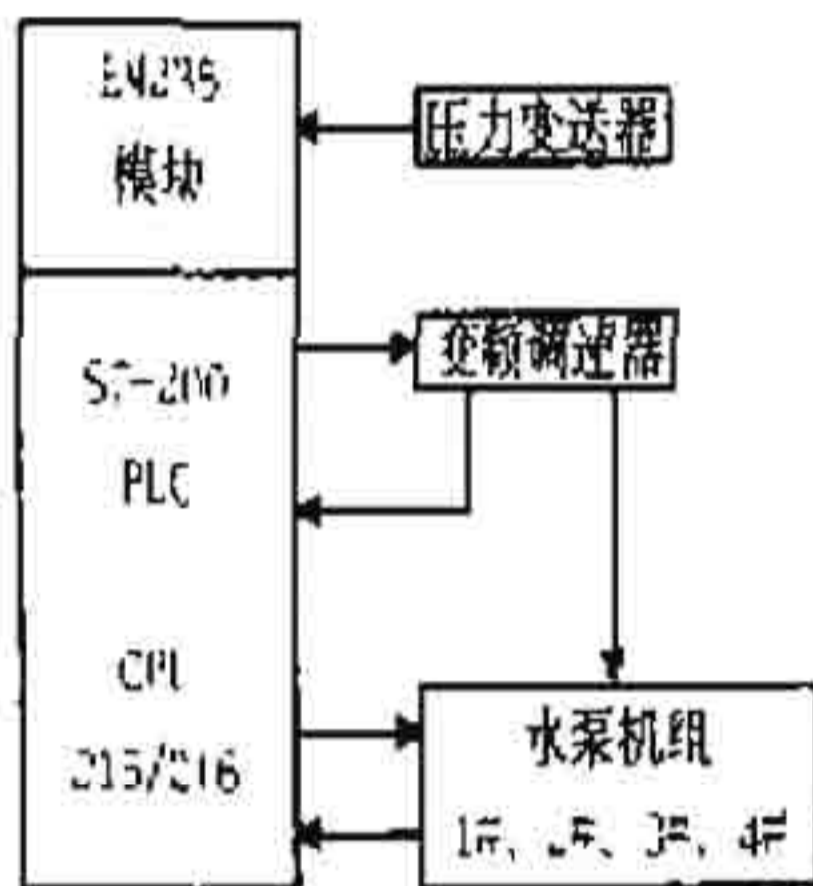 EM235
模块
压力变送器
变频调速器
S7-200
PLC
CPU
215/216
水泵机组
1#、2#、3#、4#